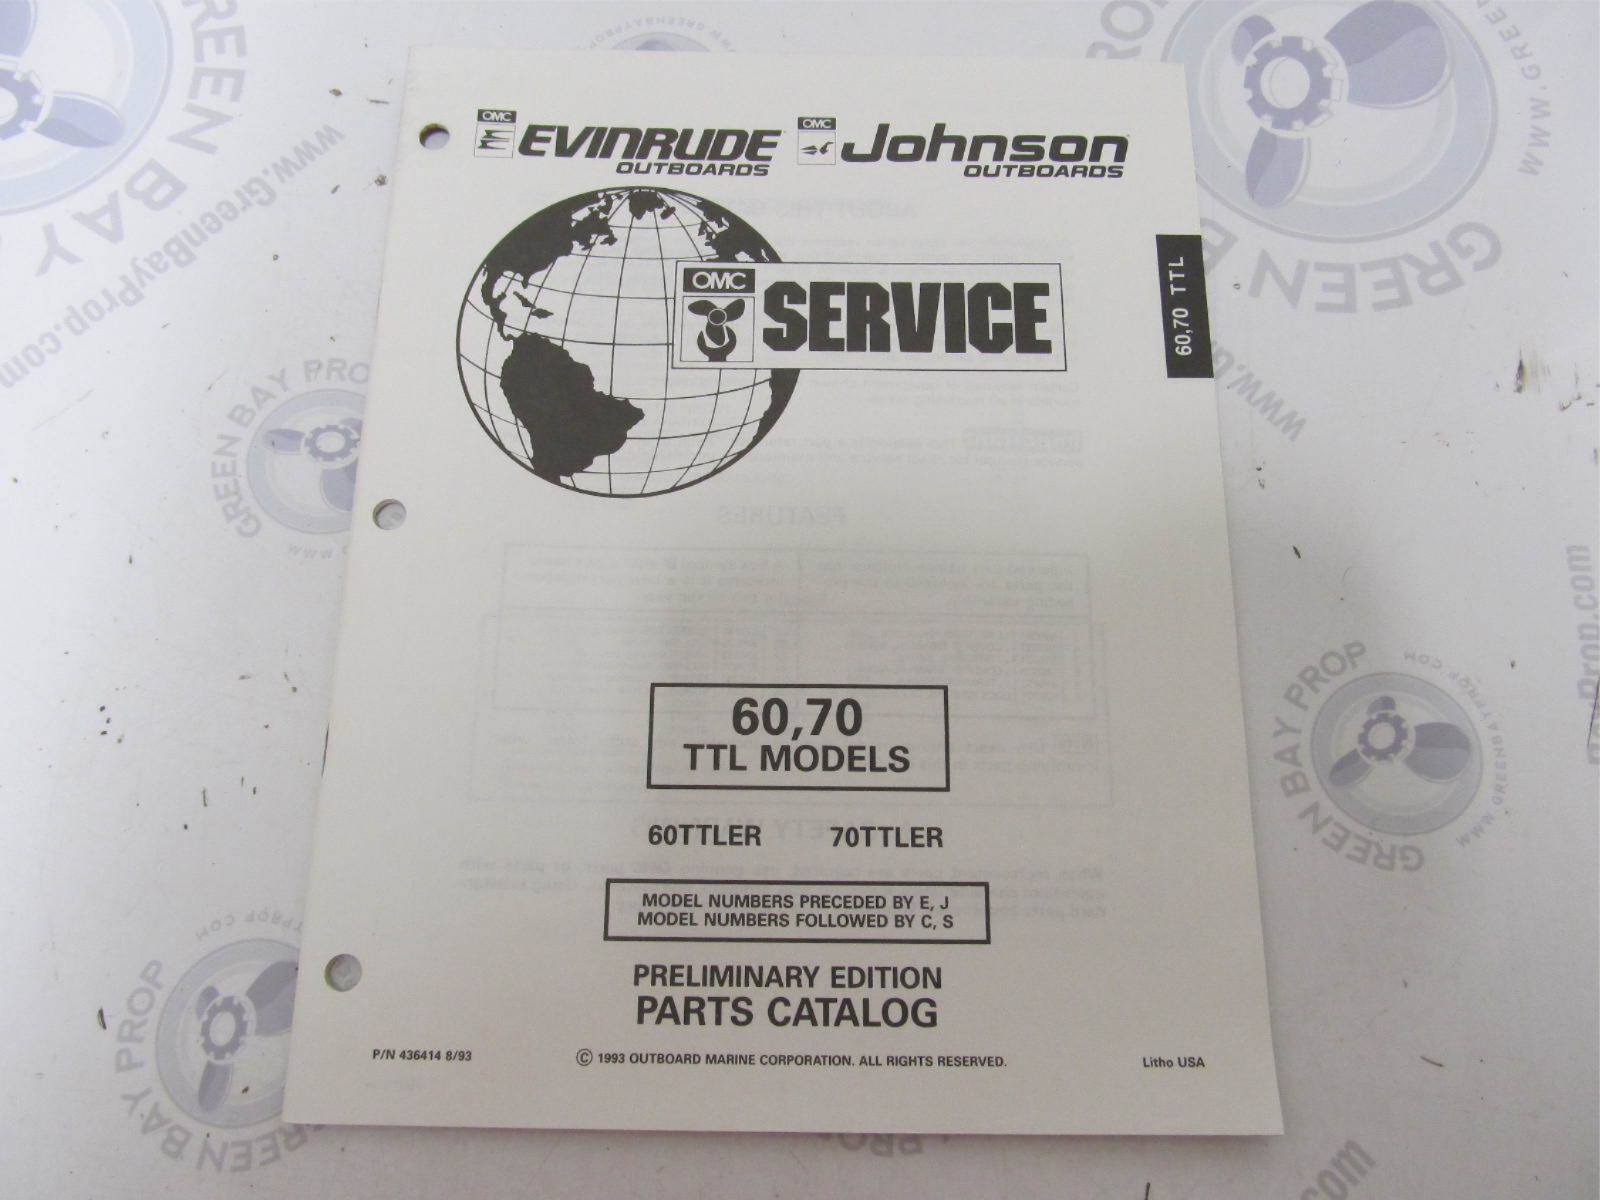 OMC
EVINRUDE
OUTBOARDS
OMC
Johnson
OUTBOARDS
OMC
SERVICE
60,70 TTL
60,70
TTL MODELS
60TTLER 70TTLER
MODEL NUMBERS PRECEDED BY E, J
MODEL NUMBERS FOLLOWED BY C, S
PRELIMINARY EDITION
PARTS CATALOG
P/N 436414 8/93
© 1993 OUTBOARD MARINE CORPORATION. ALL RIGHTS RESERVED.
Litho USA
GREEN BAY PROP
www.GreenBayProp.com